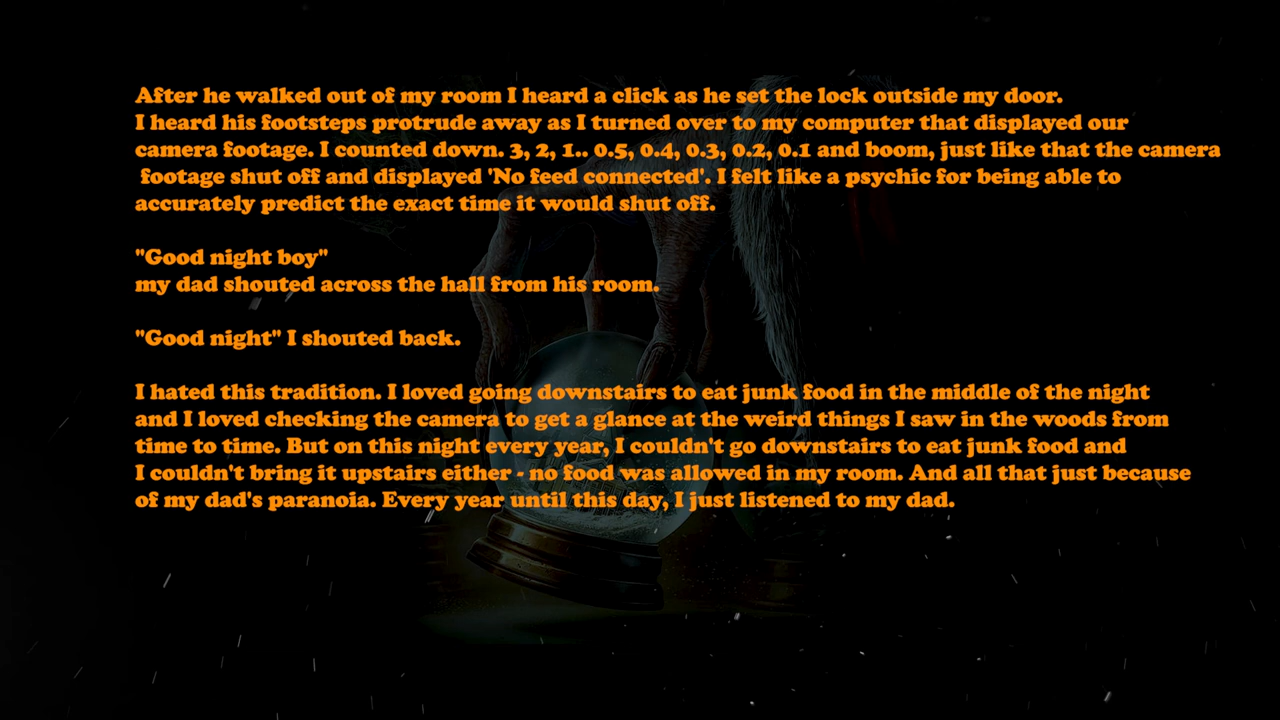 After he walked out of my room I heard a click as he set the lock outside my door.
I heard his footsteps protrude away as I turned over to my computer that displayed our
camera footage. I counted down. 3, 2, 1.. 0.5, 0.4, 0.3, 0.2, 0.1 and boom, just like that the camera
footage shut off and displayed 'No feed connected'. I felt like a psychic for being able to
accurately predict the exact time it would shut off.
"Good night boy"
my dad shouted across the hall from his room.
"Good night" I shouted back.
I hated this tradition. I loved going downstairs to eat junk food in the middle of the night
and I loved checking the camera to get a glance at the weird things I saw in the woods from
time to time. But on this night every year, I couldn't go downstairs to eat junk food and
I couldn't bring it upstairs either - no food was allowed in my room. And all that just because
of my dad's paranoia. Every year until this day, I just listened to my dad.